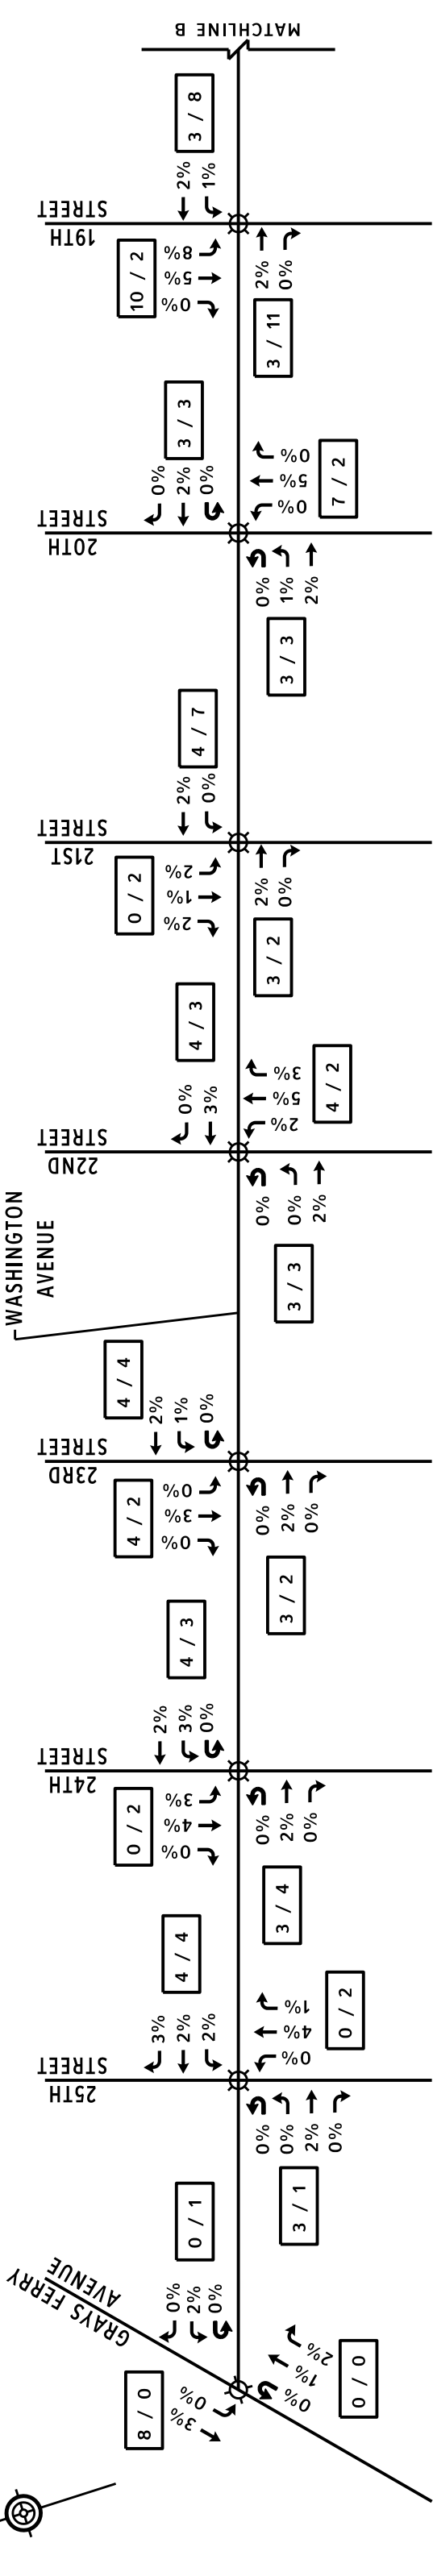 MATCHLINE B
3 / 8
2%
1%
19TH
STREET
8%
5%
0%
10 / 2
2%
0%
3 / 11
3 / 3
0%
2%
0%
0%
5%
0%
7 / 2
20TH
STREET
0%
1%
2%
3 / 3
4 / 7
2%
0%
21ST
STREET
2%
1%
2%
0 / 2
2%
0%
3 / 2
4 / 3
0%
3%
3%
5%
2%
4 / 2
22ND
STREET
0%
0%
2%
3 / 3
WASHINGTON
AVENUE
4 / 4
2%
1%
0%
23RD
STREET
0%
3%
0%
4 / 2
0%
2%
0%
3 / 2
4 / 3
2%
3%
0%
24TH
STREET
3%
4%
0%
0 / 2
0%
2%
0%
3 / 4
4 / 4
3%
2%
2%
1%
4%
0%
0 / 2
25TH
STREET
0%
0%
2%
0%
3 / 1
0 / 1
0%
2%
0%
GRAYS FERRY
AVENUE
0%
3%
8 / 0
2%
1%
0%
0 / 0